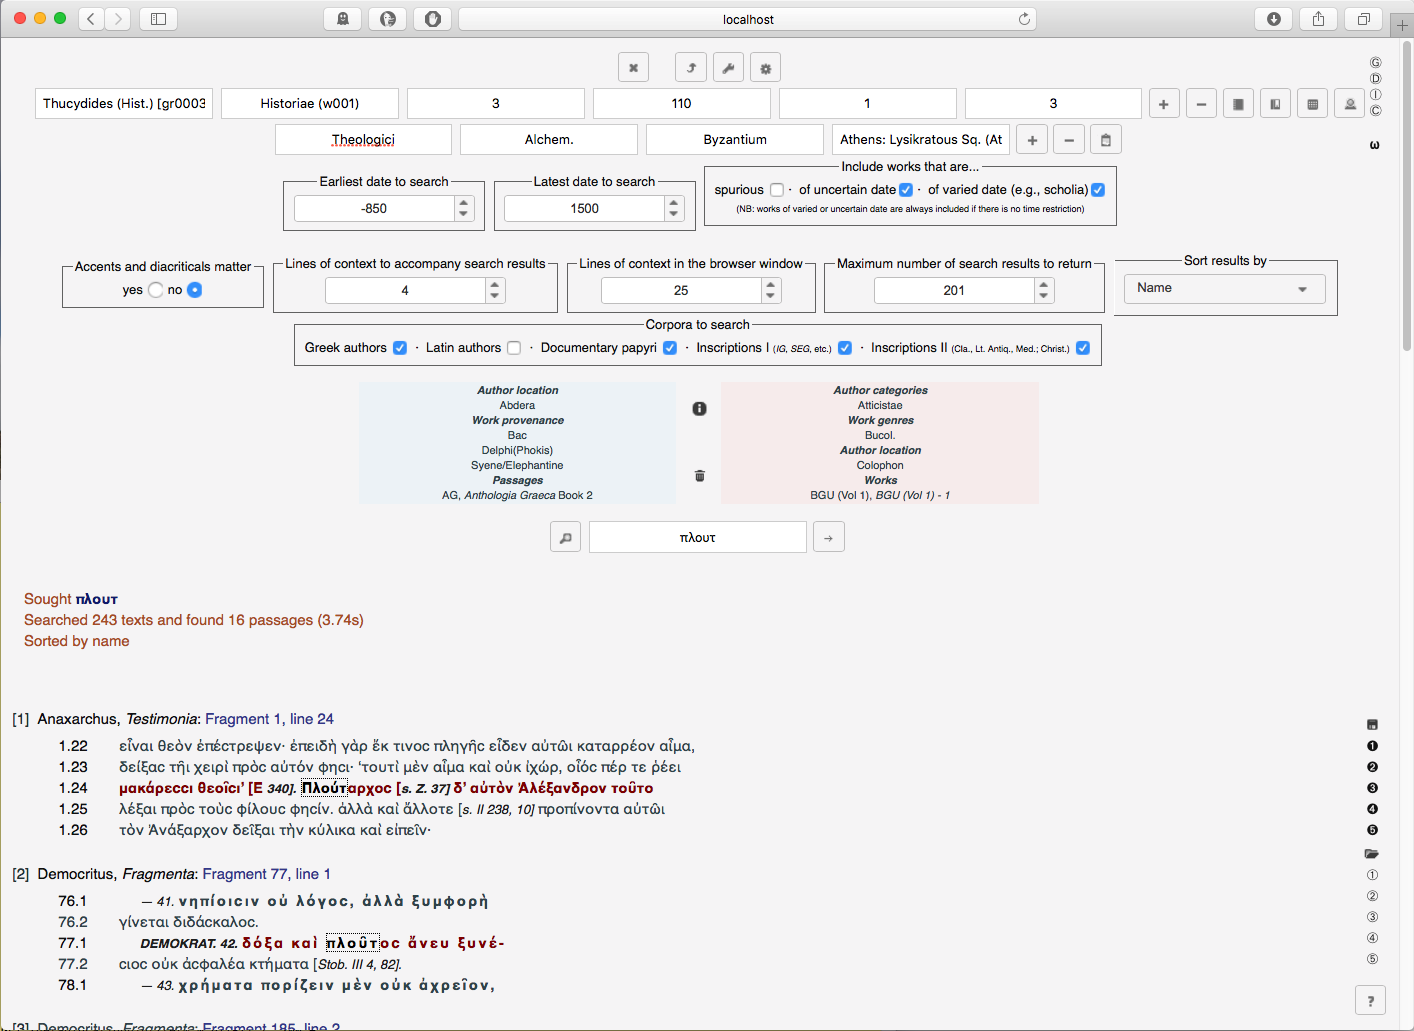 localhost
Thucydides (Hist.) [gr0003 Historiae (w001) 3 110 1 3
Theologici Alchem. Byzantium Athens: Lysikratous Sq. (At
Include works that are...
Earliest date to search Latest date to search
spurious · of uncertain date · of varied date (e.g., scholia)
-850 1500
(NB: works of varied or uncertain date are always included if there is no time restriction)
Accents and diacriticals matter Lines of context to accompany search results Lines of context in the browser window Maximum number of search results to return Sort results by
yes no 4 25 201 Name
Corpora to search
Greek authors · Latin authors · Documentary papyri · Inscriptions I (IG, SEG, etc.) · Inscriptions II (Cla., Lt. Antiq., Med.; Christ.)
Author location
Abdera
Work provenance
Bac
Delphi(Phokis)
Syene/Elephantine
Passages
AG, Anthologia Graeca Book 2
Author categories
Atticistae
Work genres
Bucol.
Author location
Colophon
Works
BGU (Vol 1), BGU (Vol 1) - 1
πλουτ
Sought πλουτ
Searched 243 texts and found 16 passages (3.74s)
Sorted by name
[1] Anaxarchus, Testimonia: Fragment 1, line 24
1.22 εἶναι θεὸν ἐπέϲτρεψεν· ἐπειδὴ γὰρ ἔκ τινοϲ πληγῆϲ εἶδεν αὐτῶι καταρρέον αἷμα,
1.23 δείξαϲ τῆι χειρὶ πρὸϲ αὐτόν φηϲι· ‘τουτὶ μὲν αἷμα καὶ οὐκ ἰχώρ, οἷόϲ πέρ τε ῥέει
1.24 μακάρεϲϲι θεοῖϲι’ [E 340]. Πλούταρχοϲ [s. Z. 37] δ’ αὐτὸν Ἀλέξανδρον τοῦτο
1.25 λέξαι πρὸϲ τοὺϲ φίλουϲ φηϲίν. ἀλλὰ καὶ ἄλλοτε [s. II 238, 10] προπίνοντα αὐτῶι
1.26 τὸν Ἀνάξαρχον δεῖξαι τὴν κύλικα καὶ εἰπεῖν·
[2] Democritus, Fragmenta: Fragment 77, line 1
76.1 — 41. νηπίοιϲιν οὐ λόγοϲ, ἀλλὰ ξυμφορὴ
76.2 γίνεται διδάϲκαλοϲ.
77.1 DEMOKRAT. 42. δόξα καὶ πλοῦτοϲ ἄνευ ξυνέ-
77.2 ϲιοϲ οὐκ ἀϲφαλέα κτήματα [Stob. III 4, 82].
78.1 — 43. χρήματα πορίζειν μὲν οὐκ ἀχρεῖον,
[3] Democritus, Fragmenta: Fragment 185, line 2
G
D
I
C
ω
❶
❷
❸
❹
❺
①
②
③
④
⑤
?